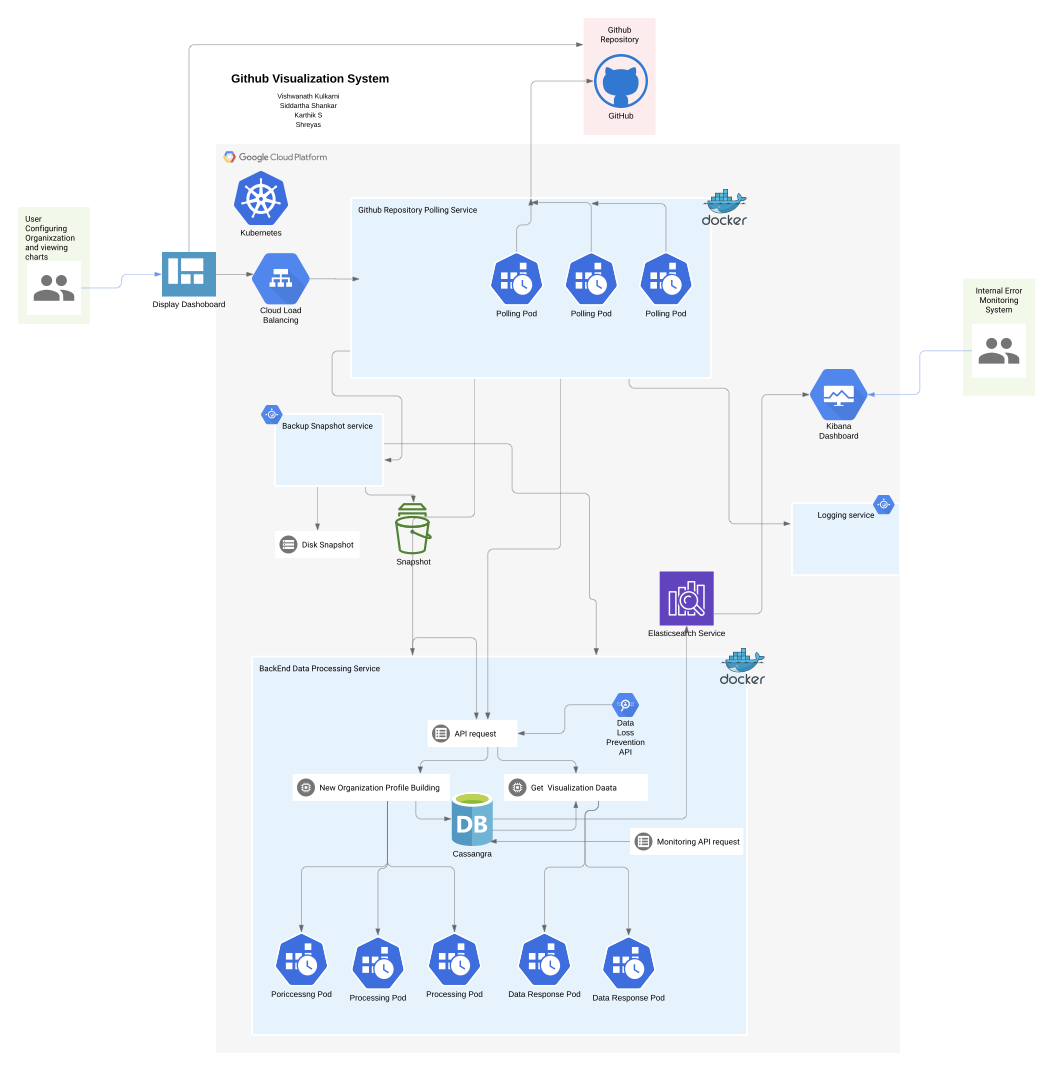 Github
Repository
GitHub
Github Visualization System
Vishwanath Kulkarni
Siddartha Shankar
Karthik S
Shreyas
Google Cloud Platform
Kubernetes
Github Repository Polling Service
docker
User
Configuring
Organixzation
and viewing
charts
Display Dashoboard
Cloud Load
Balancing
Polling Pod
Polling Pod
Polling Pod
Internal Error
Monitoring
System
Kibana
Dashboard
Backup Snapshot service
Logging service
Disk Snapshot
Snapshot
Elasticsearch Service
BackEnd Data Processing Service
docker
API request
Data
Loss
Prevention
API
New Organization Profile Building
Get Visualization Daata
DB
Cassangra
Monitoring API request
Poriccessng Pod
Processing Pod
Processing Pod
Data Response Pod
Data Response Pod